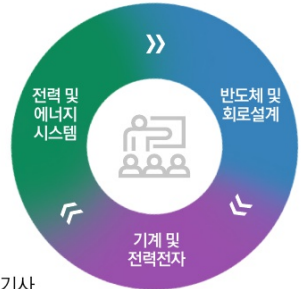 전력 및
에너지
시스템
반도체 및
회로설계
기계 및
전력전자
기사